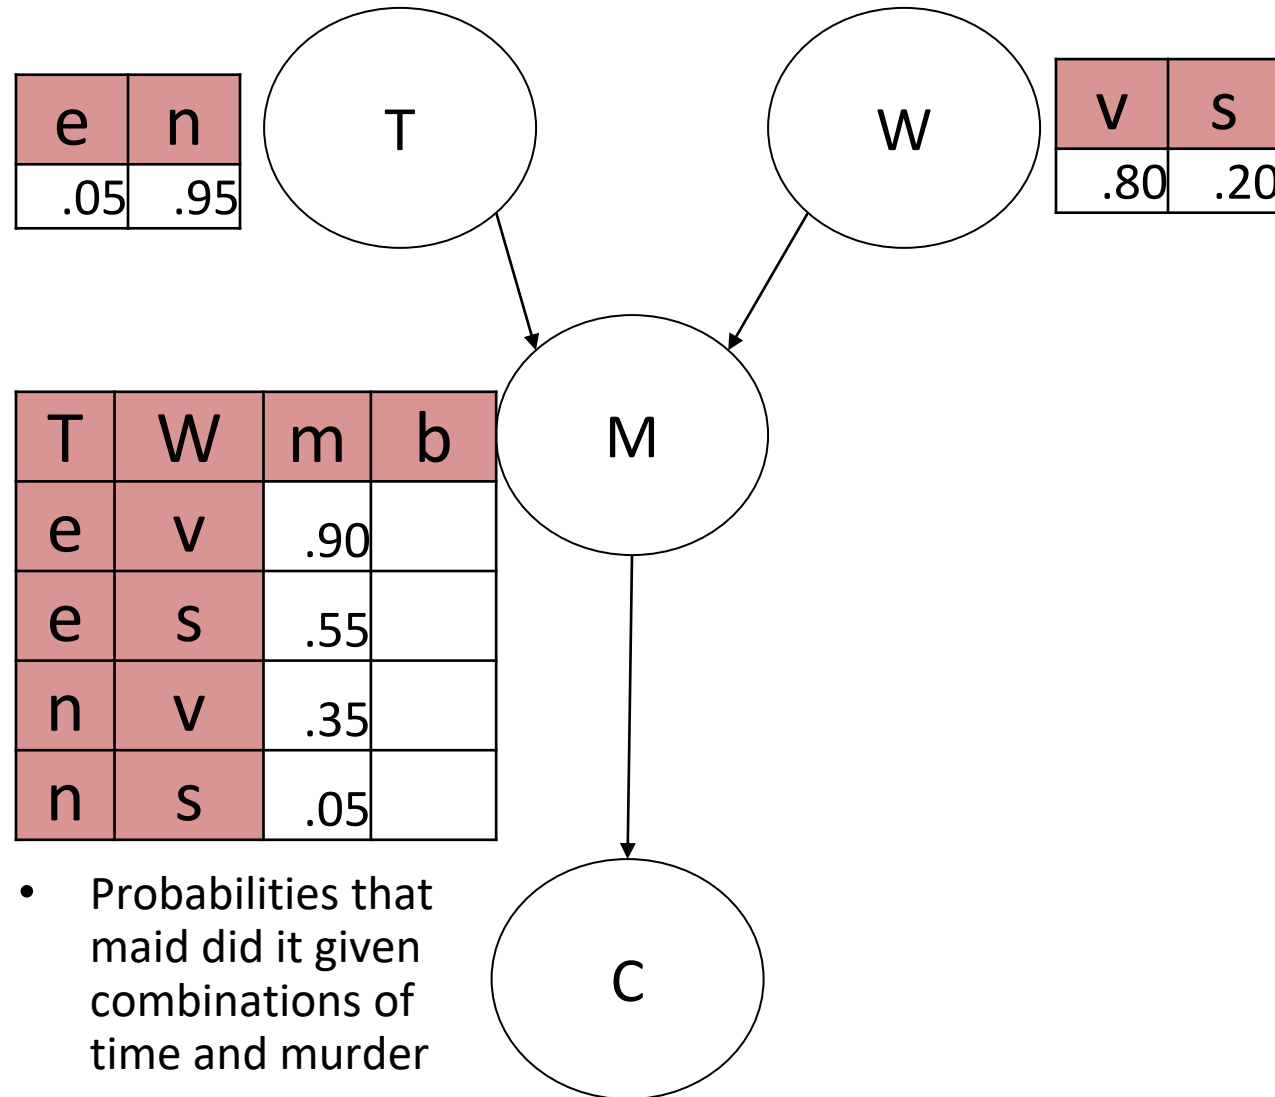 e n
.05 .95
T
W
v s
.80 .20
T W m b
e v .90
e s .55
n v .35
n s .05
M
• Probabilities that
maid did it given
combinations of
time and murder
C